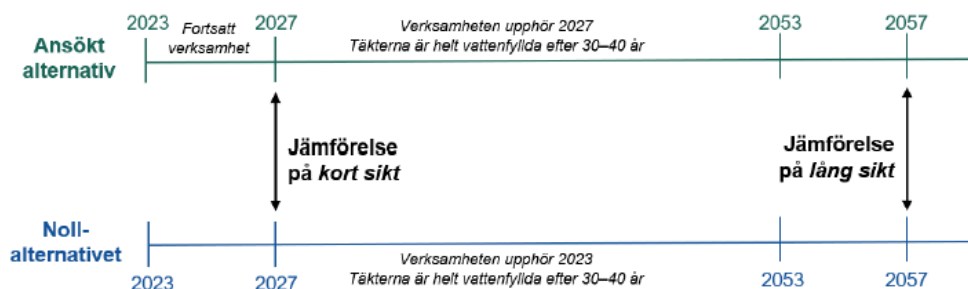 2023 Fortsatt 2027 Verksamheten upphör 2027 2053 2057
verksamhet Täkterna är helt vattenfyllda efter 30–40 år
Ansökt
alternativ
Jämförelse
på kort sikt
Jämförelse
på lång sikt
Noll-
alternativet
Verksamheten upphör 2023
2023 2027 Täkterna är helt vattenfyllda efter 30–40 år 2053 2057